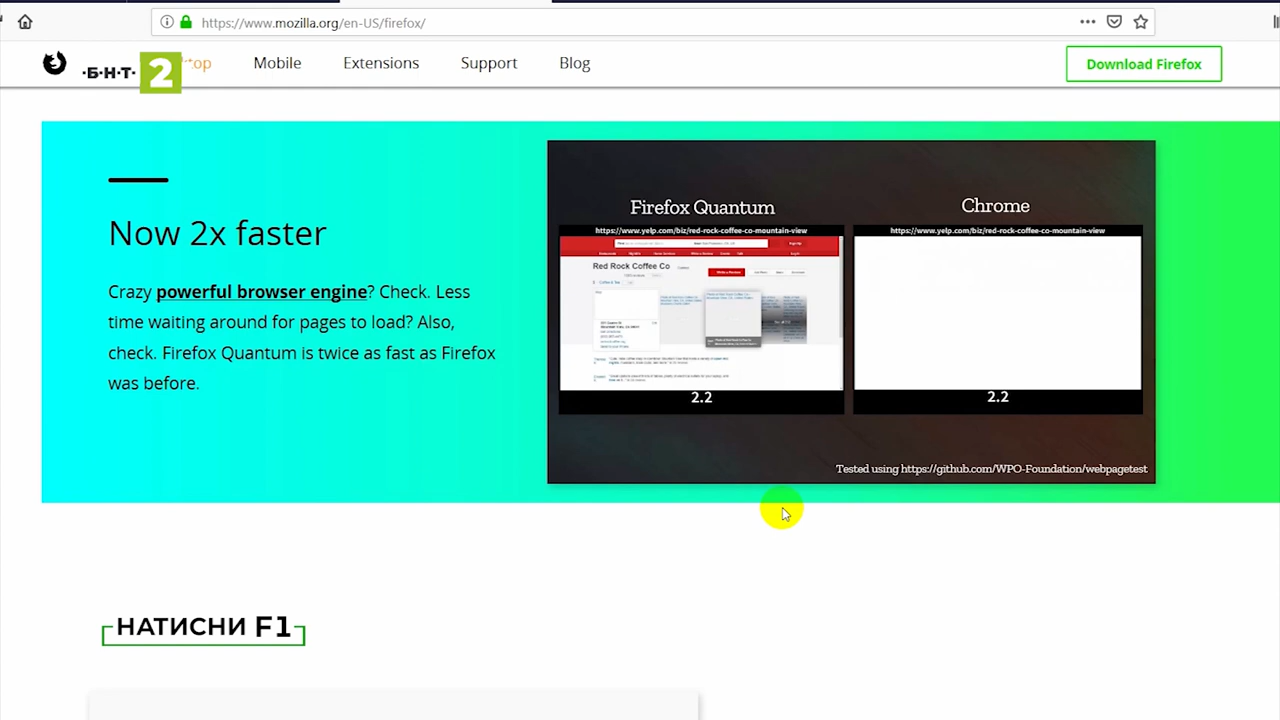 https://www.mozilla.org/en-US/firefox/
·Б·Н·Т· 2
top
Mobile
Extensions
Support
Blog
Download Firefox
Now 2x faster
Crazy powerful browser engine? Check. Less
time waiting around for pages to load? Also,
check. Firefox Quantum is twice as fast as Firefox
was before.
Firefox Quantum
https://www.yelp.com/biz/red-rock-coffee-co-mountain-view
Red Rock Coffee Co
Write a Review
2.2
Chrome
https://www.yelp.com/biz/red-rock-coffee-co-mountain-view
2.2
Tested using https://github.com/WPO-Foundation/webpagetest
НАТИСНИ F1